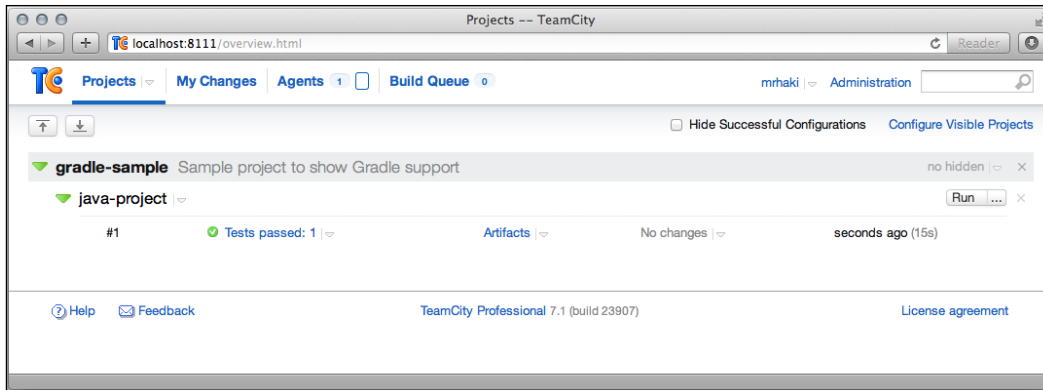 Projects -- TeamCity
localhost:8111/overview.html Reader
TC Projects My Changes Agents 1 Build Queue 0 mrhaki Administration
Hide Successful Configurations Configure Visible Projects
gradle-sample Sample project to show Gradle support no hidden
java-project Run ...
#1 Tests passed: 1 Artifacts No changes seconds ago (15s)
Help Feedback TeamCity Professional 7.1 (build 23907) License agreement